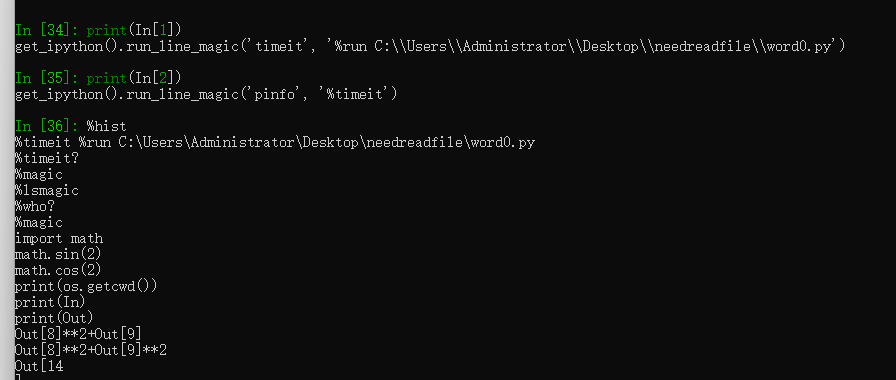 In [34]: print(In[1])
get_ipython().run_line_magic('timeit', '%run C:\\Users\\Administrator\\Desktop\\needreadfile\\word0.py')
In [35]: print(In[2])
get_ipython().run_line_magic('pinfo', '%timeit')
In [36]: %hist
%timeit %run C:\Users\Administrator\Desktop\needreadfile\word0.py
%timeit?
%magic
%lsmagic
%who?
%magic
import math
math.sin(2)
math.cos(2)
print(os.getcwd())
print(In)
print(Out)
Out[8]**2+Out[9]
Out[8]**2+Out[9]**2
Out[14
]